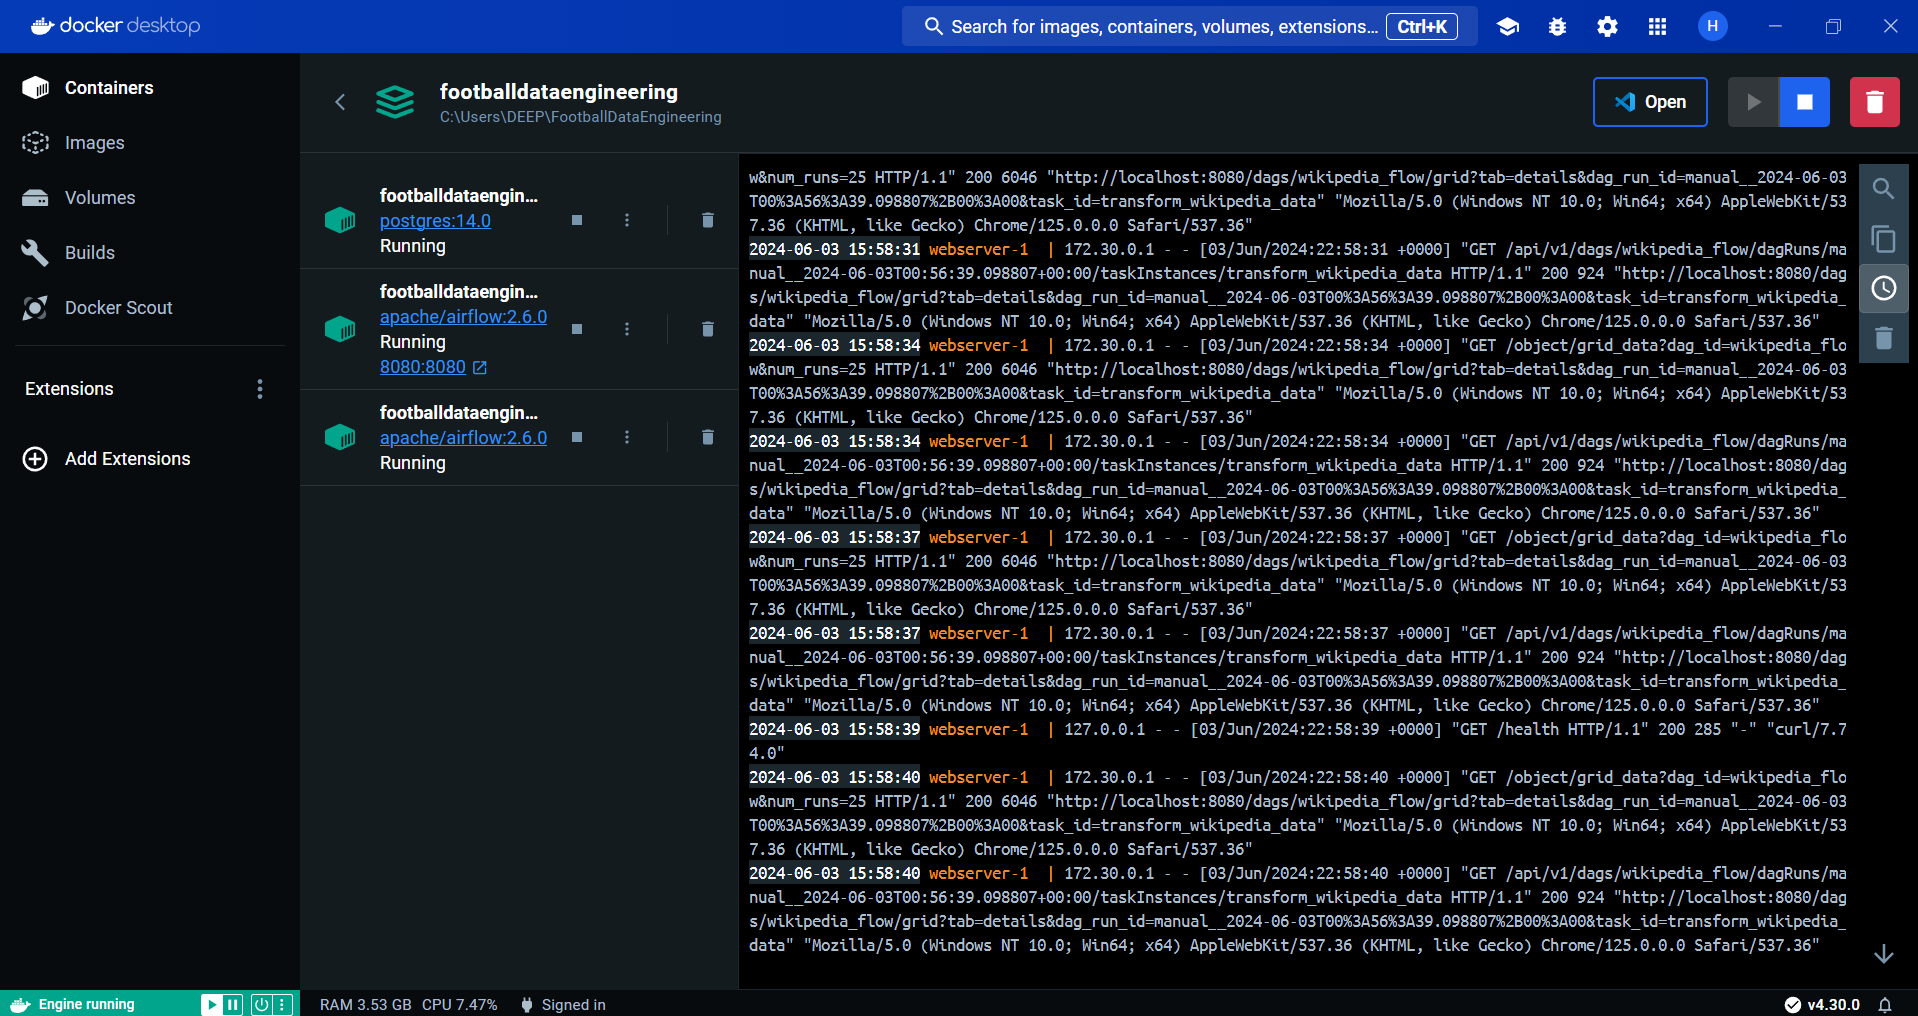 docker desktop
Search for images, containers, volumes, extensions... Ctrl+K
H
Containers
Images
Volumes
Builds
Docker Scout
Extensions
Add Extensions
footballdataengineering
C:\Users\DEEP\FootballDataEngineering
Open
footballdataengin...
postgres:14.0
Running
footballdataengin...
apache/airflow:2.6.0
Running
8080:8080
footballdataengin...
apache/airflow:2.6.0
Running
w&num_runs=25 HTTP/1.1" 200 6046 "http://localhost:8080/dags/wikipedia_flow/grid?tab=details&dag_run_id=manual__2024-06-03
T00%3A56%3A39.098807%2B00%3A00&task_id=transform_wikipedia_data" "Mozilla/5.0 (Windows NT 10.0; Win64; x64) AppleWebKit/53
7.36 (KHTML, like Gecko) Chrome/125.0.0.0 Safari/537.36"
2024-06-03 15:58:31 webserver-1 | 172.30.0.1 - - [03/Jun/2024:22:58:31 +0000] "GET /api/v1/dags/wikipedia_flow/dagRuns/ma
nual__2024-06-03T00:56:39.098807+00:00/taskInstances/transform_wikipedia_data HTTP/1.1" 200 924 "http://localhost:8080/dag
s/wikipedia_flow/grid?tab=details&dag_run_id=manual__2024-06-03T00%3A56%3A39.098807%2B00%3A00&task_id=transform_wikipedia_
data" "Mozilla/5.0 (Windows NT 10.0; Win64; x64) AppleWebKit/537.36 (KHTML, like Gecko) Chrome/125.0.0.0 Safari/537.36"
2024-06-03 15:58:34 webserver-1 | 172.30.0.1 - - [03/Jun/2024:22:58:34 +0000] "GET /object/grid_data?dag_id=wikipedia_flo
w&num_runs=25 HTTP/1.1" 200 6046 "http://localhost:8080/dags/wikipedia_flow/grid?tab=details&dag_run_id=manual__2024-06-03
T00%3A56%3A39.098807%2B00%3A00&task_id=transform_wikipedia_data" "Mozilla/5.0 (Windows NT 10.0; Win64; x64) AppleWebKit/53
7.36 (KHTML, like Gecko) Chrome/125.0.0.0 Safari/537.36"
2024-06-03 15:58:34 webserver-1 | 172.30.0.1 - - [03/Jun/2024:22:58:34 +0000] "GET /api/v1/dags/wikipedia_flow/dagRuns/ma
nual__2024-06-03T00:56:39.098807+00:00/taskInstances/transform_wikipedia_data HTTP/1.1" 200 924 "http://localhost:8080/dag
s/wikipedia_flow/grid?tab=details&dag_run_id=manual__2024-06-03T00%3A56%3A39.098807%2B00%3A00&task_id=transform_wikipedia_
data" "Mozilla/5.0 (Windows NT 10.0; Win64; x64) AppleWebKit/537.36 (KHTML, like Gecko) Chrome/125.0.0.0 Safari/537.36"
2024-06-03 15:58:37 webserver-1 | 172.30.0.1 - - [03/Jun/2024:22:58:37 +0000] "GET /object/grid_data?dag_id=wikipedia_flo
w&num_runs=25 HTTP/1.1" 200 6046 "http://localhost:8080/dags/wikipedia_flow/grid?tab=details&dag_run_id=manual__2024-06-03
T00%3A56%3A39.098807%2B00%3A00&task_id=transform_wikipedia_data" "Mozilla/5.0 (Windows NT 10.0; Win64; x64) AppleWebKit/53
7.36 (KHTML, like Gecko) Chrome/125.0.0.0 Safari/537.36"
2024-06-03 15:58:37 webserver-1 | 172.30.0.1 - - [03/Jun/2024:22:58:37 +0000] "GET /api/v1/dags/wikipedia_flow/dagRuns/ma
nual__2024-06-03T00:56:39.098807+00:00/taskInstances/transform_wikipedia_data HTTP/1.1" 200 924 "http://localhost:8080/dag
s/wikipedia_flow/grid?tab=details&dag_run_id=manual__2024-06-03T00%3A56%3A39.098807%2B00%3A00&task_id=transform_wikipedia_
data" "Mozilla/5.0 (Windows NT 10.0; Win64; x64) AppleWebKit/537.36 (KHTML, like Gecko) Chrome/125.0.0.0 Safari/537.36"
2024-06-03 15:58:39 webserver-1 | 127.0.0.1 - - [03/Jun/2024:22:58:39 +0000] "GET /health HTTP/1.1" 200 285 "-" "curl/7.7
4.0"
2024-06-03 15:58:40 webserver-1 | 172.30.0.1 - - [03/Jun/2024:22:58:40 +0000] "GET /object/grid_data?dag_id=wikipedia_flo
w&num_runs=25 HTTP/1.1" 200 6046 "http://localhost:8080/dags/wikipedia_flow/grid?tab=details&dag_run_id=manual__2024-06-03
T00%3A56%3A39.098807%2B00%3A00&task_id=transform_wikipedia_data" "Mozilla/5.0 (Windows NT 10.0; Win64; x64) AppleWebKit/53
7.36 (KHTML, like Gecko) Chrome/125.0.0.0 Safari/537.36"
2024-06-03 15:58:40 webserver-1 | 172.30.0.1 - - [03/Jun/2024:22:58:40 +0000] "GET /api/v1/dags/wikipedia_flow/dagRuns/ma
nual__2024-06-03T00:56:39.098807+00:00/taskInstances/transform_wikipedia_data HTTP/1.1" 200 924 "http://localhost:8080/dag
s/wikipedia_flow/grid?tab=details&dag_run_id=manual__2024-06-03T00%3A56%3A39.098807%2B00%3A00&task_id=transform_wikipedia_
data" "Mozilla/5.0 (Windows NT 10.0; Win64; x64) AppleWebKit/537.36 (KHTML, like Gecko) Chrome/125.0.0.0 Safari/537.36"
Engine running
RAM 3.53 GB CPU 7.47% Signed in
v4.30.0